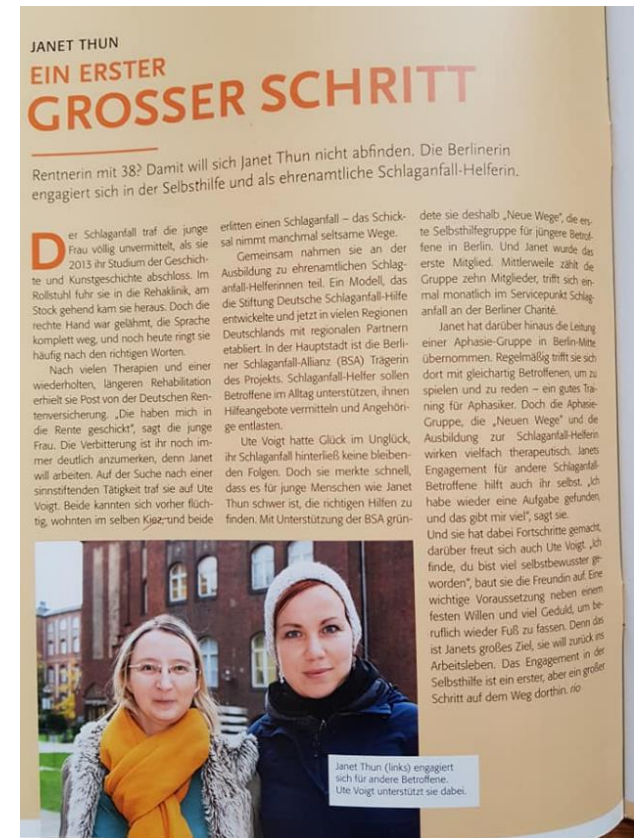 JANET THUN
EIN ERSTER
GROSSER SCHRITT
Rentnerin mit 38? Damit will sich Janet Thun nicht abfinden. Die Berlinerin
engagiert sich in der Selbsthilfe und als ehrenamtliche Schlaganfall-Helferin.
Der Schlaganfall traf die junge
Frau völlig unvermittelt, als sie
2013 ihr Studium der Geschich-
te und Kunstgeschichte abschloss. Im
Rollstuhl fuhr sie in die Rehaklinik, am
Stock gehend kam sie heraus. Doch die
rechte Hand war gelähmt, die Sprache
komplett weg, und noch heute ringt sie
häufig nach den richtigen Worten.
Nach vielen Therapien und einer
wiederholten, längeren Rehabilitation
erhielt sie Post von der Deutschen Ren-
tenversicherung. „Die haben mich in
die Rente geschickt", sagt die junge
Frau. Die Verbitterung ist ihr noch im-
mer deutlich anzumerken, denn Janet
will arbeiten. Auf der Suche nach einer
sinnstiftenden Tätigkeit traf sie auf Ute
Voigt. Beide kannten sich vorher flüch-
tig, wohnten im selben Kiez, und beide
erlitten einen Schlaganfall – das Schick-
sal nimmt manchmal seltsame Wege.
Gemeinsam nahmen sie an der
Ausbildung zu ehrenamtlichen Schlag-
anfall-Helferinnen teil. Ein Modell, das
die Stiftung Deutsche Schlaganfall-Hilfe
entwickelte und jetzt in vielen Regionen
Deutschlands mit regionalen Partnern
etabliert. In der Hauptstadt ist die Berli-
ner Schlaganfall-Allianz (BSA) Trägerin
des Projekts. Schlaganfall-Helfer sollen
Betroffene im Alltag unterstützen, ihnen
Hilfeangebote vermitteln und Angehöri-
ge entlasten.
Ute Voigt hatte Glück im Unglück,
ihr Schlaganfall hinterließ keine bleiben-
den Folgen. Doch sie merkte schnell,
dass es für junge Menschen wie Janet
Thun schwer ist, die richtigen Hilfen zu
finden. Mit Unterstützung der BSA grün-
dete sie deshalb „Neue Wege", die ers-
te Selbsthilfegruppe für jüngere Betrof-
fene in Berlin. Und Janet wurde das
erste Mitglied. Mittlerweile zählt die
Gruppe zehn Mitglieder, trifft sich ein-
mal monatlich im Servicepunkt Schlag-
anfall an der Berliner Charité.
Janet hat darüber hinaus die Leitung
einer Aphasie-Gruppe in Berlin-Mitte
übernommen. Regelmäßig trifft sie sich
dort mit gleichartig Betroffenen, um zu
spielen und zu reden – ein gutes Trai-
ning für Aphasiker. Doch die Aphasie-
Gruppe, die „Neuen Wege" und die
Ausbildung zur Schlaganfall-Helferin
wirken vielfach therapeutisch. Janets
Engagement für andere Schlaganfall-
Betroffene hilft auch ihr selbst. „Ich
habe wieder eine Aufgabe gefunden,
und das gibt mir viel", sagt sie.
Und sie hat dabei Fortschritte gemacht,
darüber freut sich auch Ute Voigt. „Ich
finde, du bist viel selbstbewusster ge-
worden", baut sie die Freundin auf. Eine
wichtige Voraussetzung neben einem
festen Willen und viel Geduld, um be-
ruflich wieder Fuß zu fassen. Denn das
ist Janets großes Ziel, sie will zurück ins
Arbeitsleben. Das Engagement in der
Selbsthilfe ist ein erster, aber ein großer
Schritt auf dem Weg dorthin. rio
Janet Thun (links) engagiert
sich für andere Betroffene.
Ute Voigt unterstützt sie dabei.